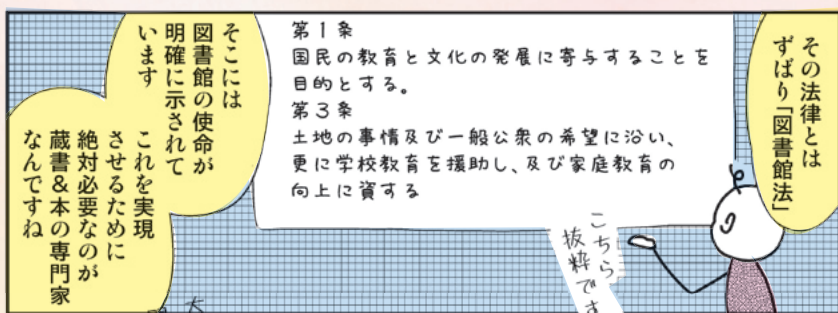 その法律とは
ずばり「図書館法」
第1条
国民の教育と文化の発展に寄与することを
目的とする。
第3条
土地の事情及び一般公衆の希望に沿い、
更に学校教育を援助し、及び家庭教育の
向上に資する
こちら
抜粋です
そこには
図書館の使命が
明確に示されて
います
これを実現
させるために
絶対必要なのが
蔵書&本の専門家
なんですね